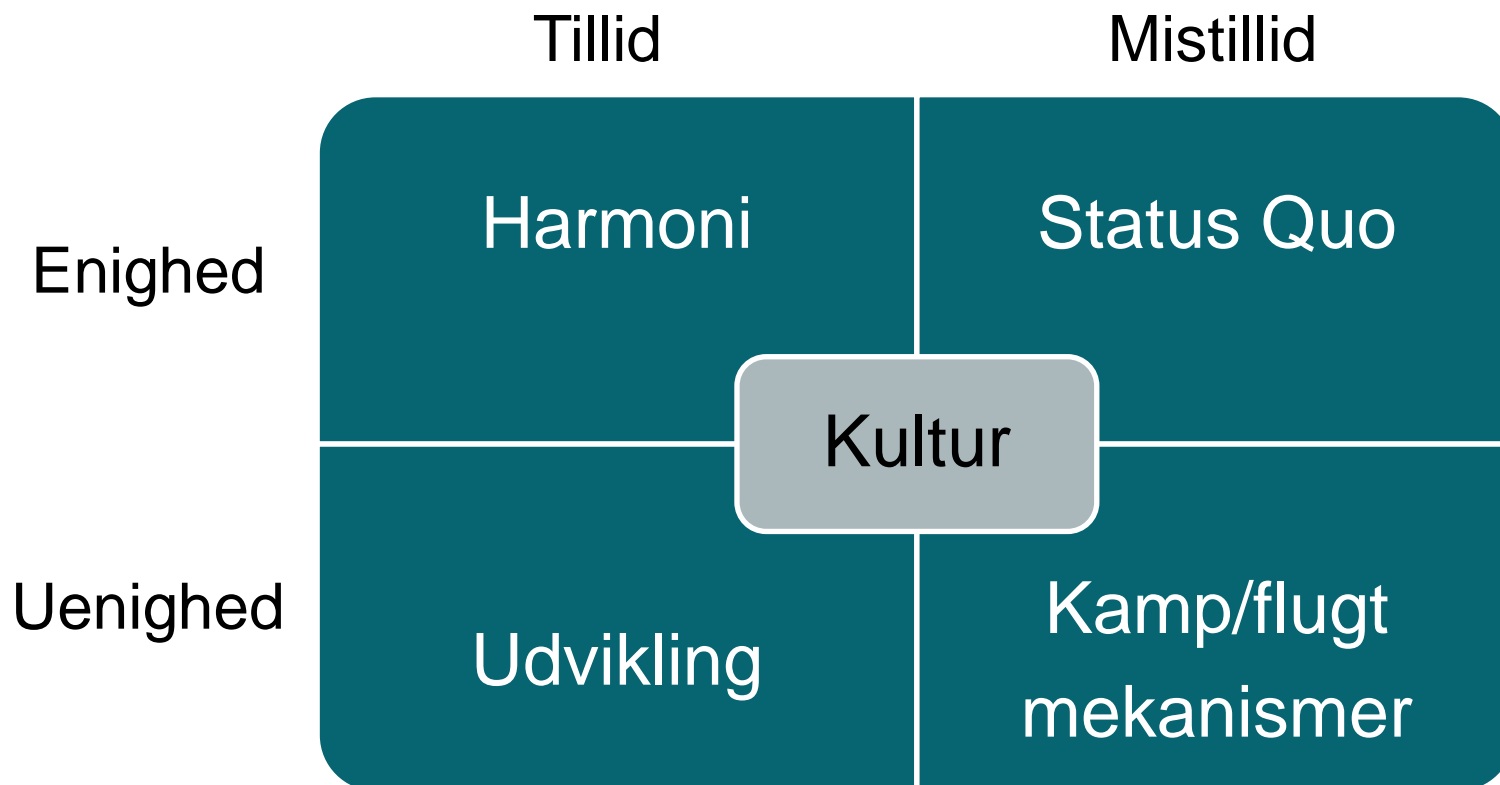 Tillid
Mistillid
Enighed
Harmoni
Status Quo
Kultur
Uenighed
Udvikling
Kamp/flugt
mekanismer